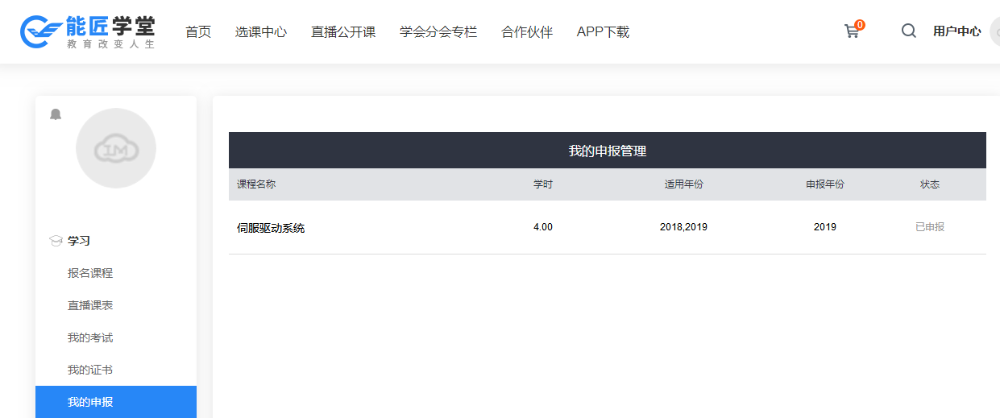 能匠学堂
教育改变人生
首页 选课中心 直播公开课 学会分会专栏 合作伙伴 APP下载 0 用户中心
IM
学习
报名课程
直播课表
我的考试
我的证书
我的申报
我的申报管理
课程名称 学时 适用年份 申报年份 状态
伺服驱动系统 4.00 2018,2019 2019 已申报